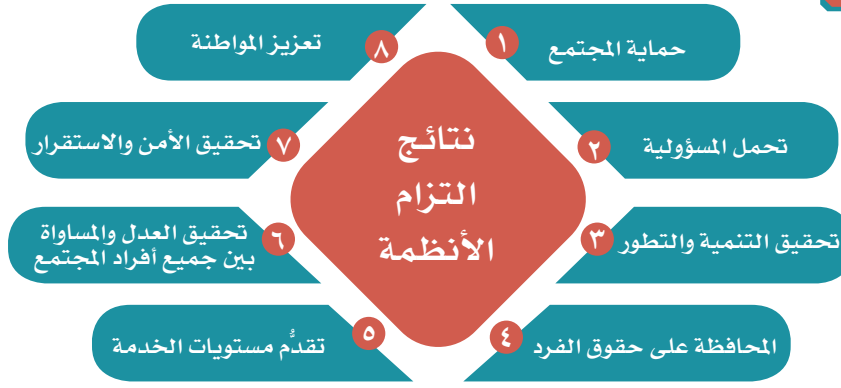 نتائج
التزام
الأنظمة
١ حماية المجتمع
٢ تحمل المسؤولية
٣ تحقيق التنمية والتطور
٤ المحافظة على حقوق الفرد
٥ تقدُّم مستويات الخدمة
٦ تحقيق العدل والمساواة
بين جميع أفراد المجتمع
٧ تحقيق الأمن والاستقرار
٨ تعزيز المواطنة